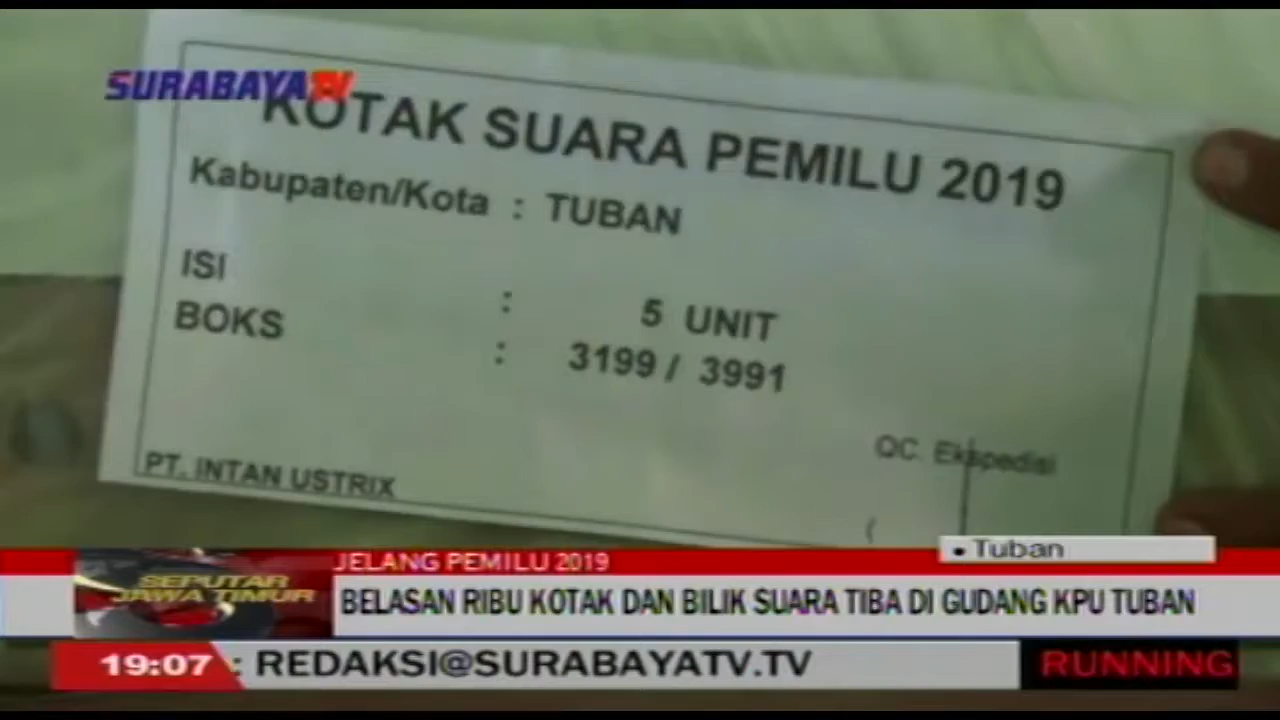 SURABAYATV
KOTAK SUARA PEMILU 2019
Kabupaten/Kota : TUBAN
ISI : 5 UNIT
BOKS : 3199 / 3991
QC. Ekspedisi
PT. INTAN USTRIX
(
• Tuban
JELANG PEMILU 2019
SEPUTAR
JAWA TIMUR
BELASAN RIBU KOTAK DAN BILIK SUARA TIBA DI GUDANG KPU TUBAN
19:07 : REDAKSI@SURABAYATV.TV RUNNING